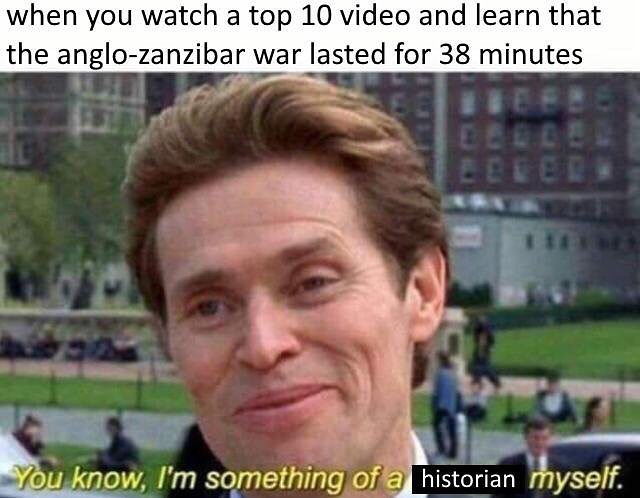 when you watch a top 10 video and learn that
the anglo-zanzibar war lasted for 38 minutes
You know, I'm something of a historian myself.